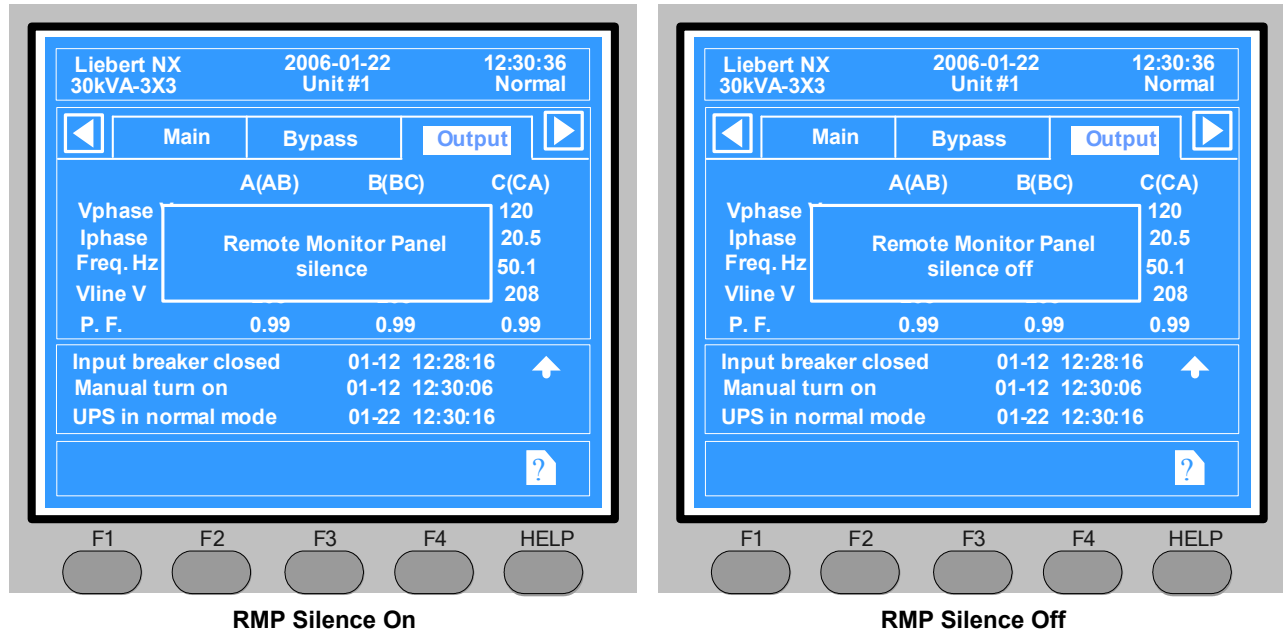 Liebert NX 2006-01-22 12:30:36
30kVA-3X3 Unit #1 Normal
Main Bypass Output
A(AB) B(BC) C(CA)
Vphase 120
Iphase 20.5
Freq. Hz 50.1
Vline V 208
P. F. 0.99 0.99 0.99
Remote Monitor Panel
silence
Input breaker closed 01-12 12:28:16
Manual turn on 01-12 12:30:06
UPS in normal mode 01-22 12:30:16
?
F1 F2 F3 F4 HELP
RMP Silence On
Liebert NX 2006-01-22 12:30:36
30kVA-3X3 Unit #1 Normal
Main Bypass Output
A(AB) B(BC) C(CA)
Vphase 120
Iphase 20.5
Freq. Hz 50.1
Vline V 208
P. F. 0.99 0.99 0.99
Remote Monitor Panel
silence off
Input breaker closed 01-12 12:28:16
Manual turn on 01-12 12:30:06
UPS in normal mode 01-22 12:30:16
?
F1 F2 F3 F4 HELP
RMP Silence Off